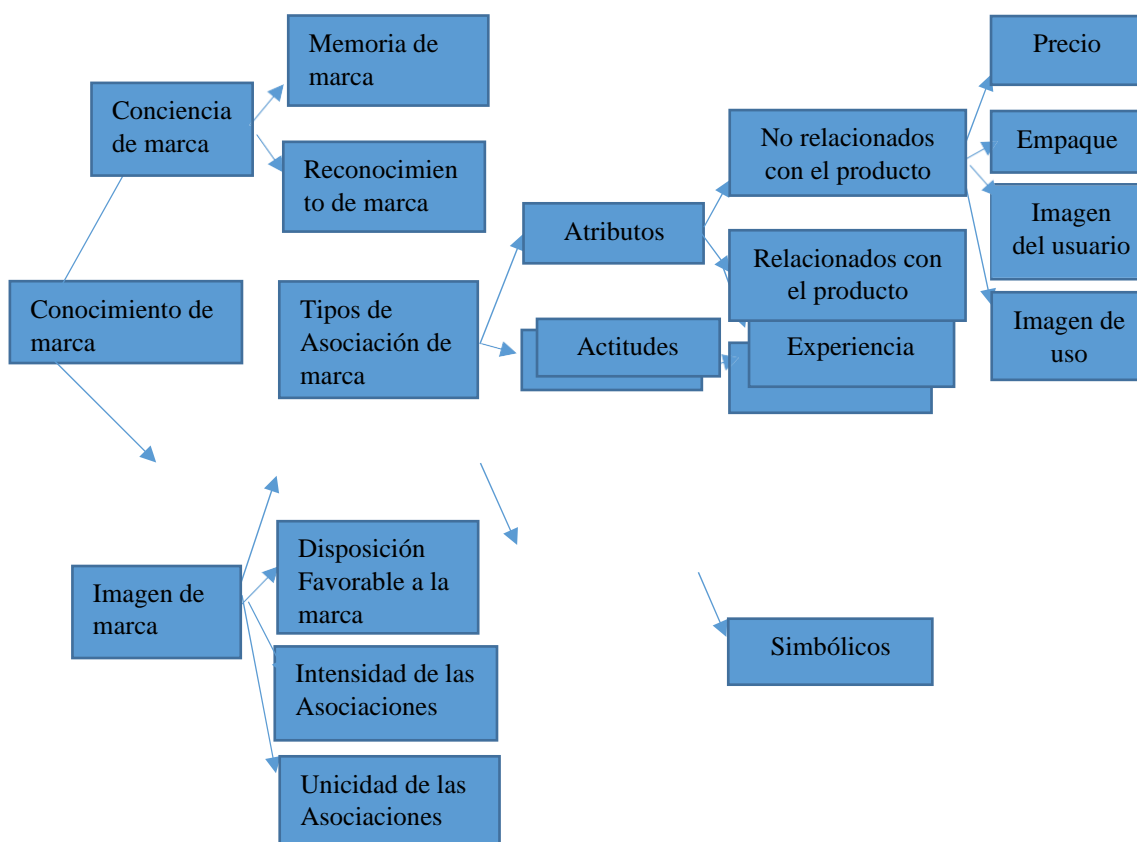 Memoria de
marca
Precio
Conciencia
de marca
No relacionados
con el producto
Empaque
Reconocimien
to de marca
Imagen
del usuario
Atributos
Relacionados con
el producto
Conocimiento de
marca
Tipos de
Asociación de
marca
Imagen de
uso
Actitudes
Experiencia
Disposición
Favorable a la
marca
Imagen de
marca
Simbólicos
Intensidad de las
Asociaciones
Unicidad de las
Asociaciones